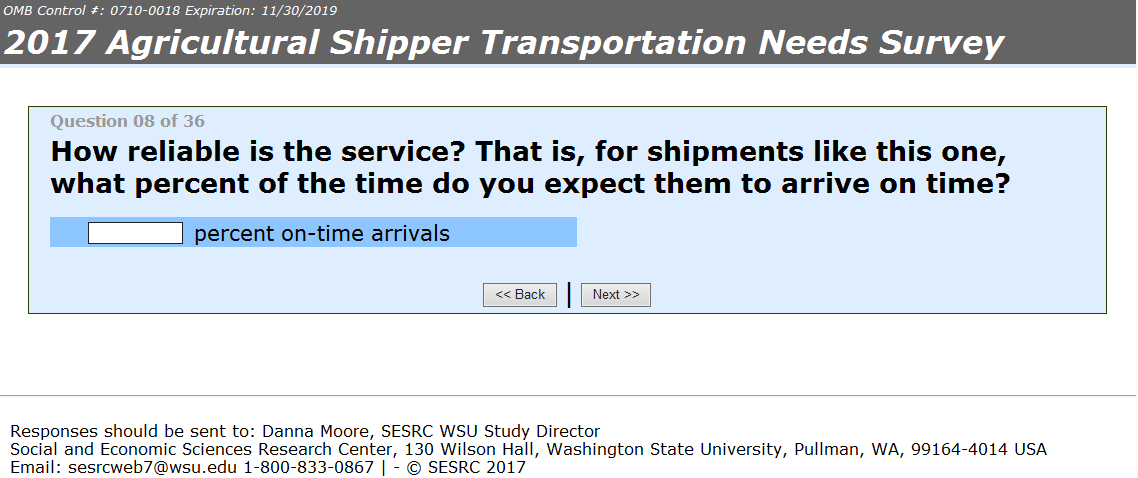 OMB Control #: 0710-0018 Expiration: 11/30/2019
2017 Agricultural Shipper Transportation Needs Survey
Question 08 of 36
How reliable is the service? That is, for shipments like this one,
what percent of the time do you expect them to arrive on time?
percent on-time arrivals
<< Back | Next >>
Responses should be sent to: Danna Moore, SESRC WSU Study Director
Social and Economic Sciences Research Center, 130 Wilson Hall, Washington State University, Pullman, WA, 99164-4014 USA
Email: sesrcweb7@wsu.edu 1-800-833-0867 | - © SESRC 2017